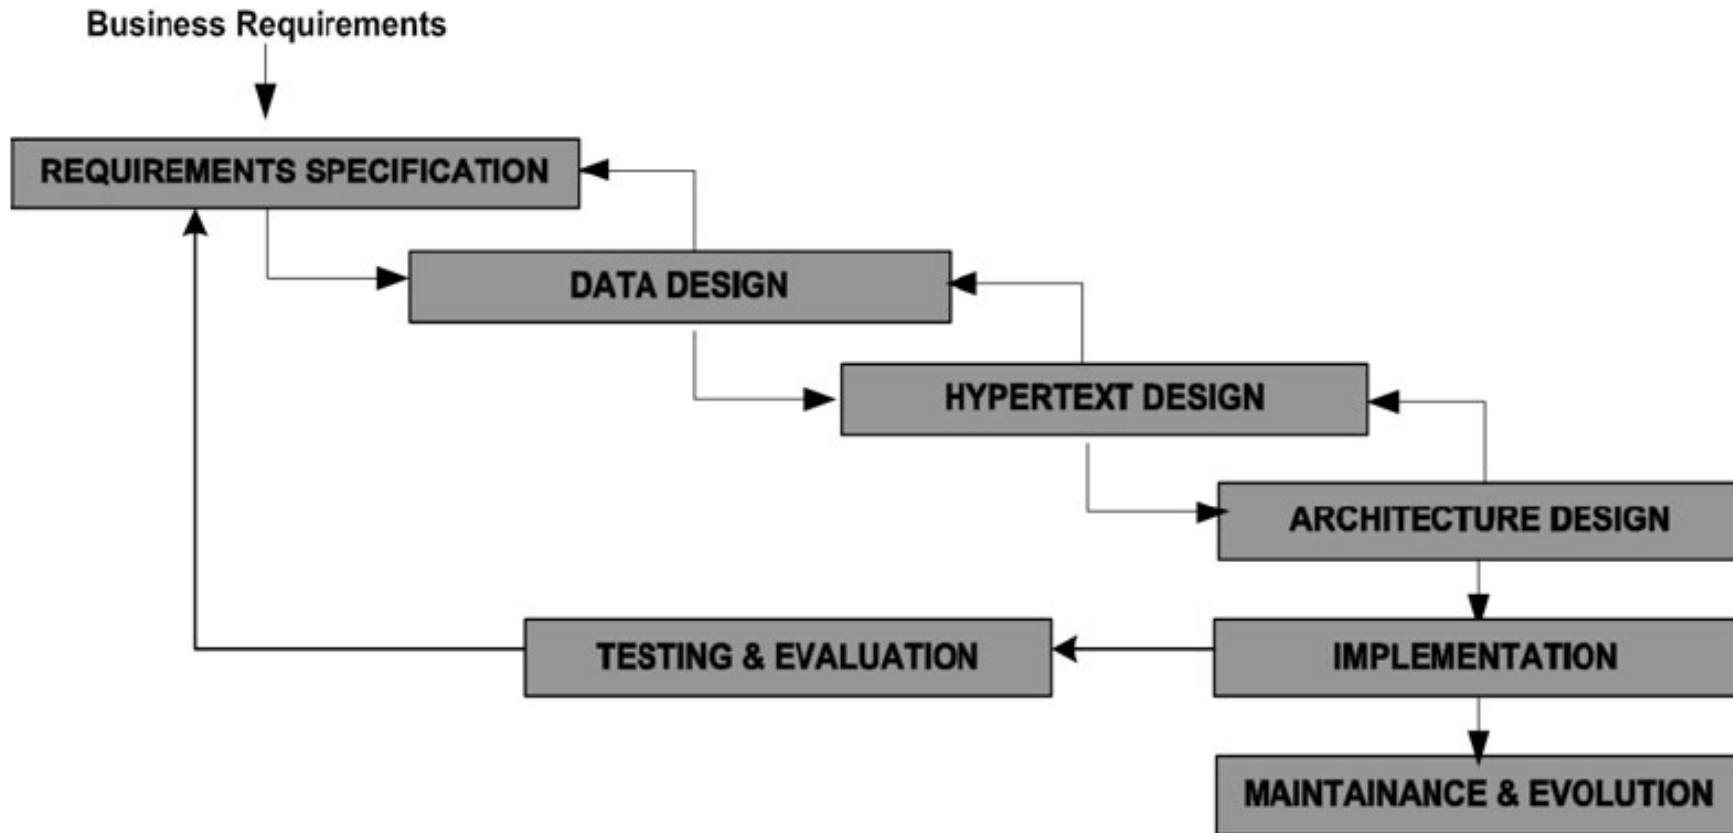 Business Requirements
REQUIREMENTS SPECIFICATION
DATA DESIGN
HYPERTEXT DESIGN
ARCHITECTURE DESIGN
TESTING & EVALUATION
IMPLEMENTATION
MAINTAINANCE & EVOLUTION